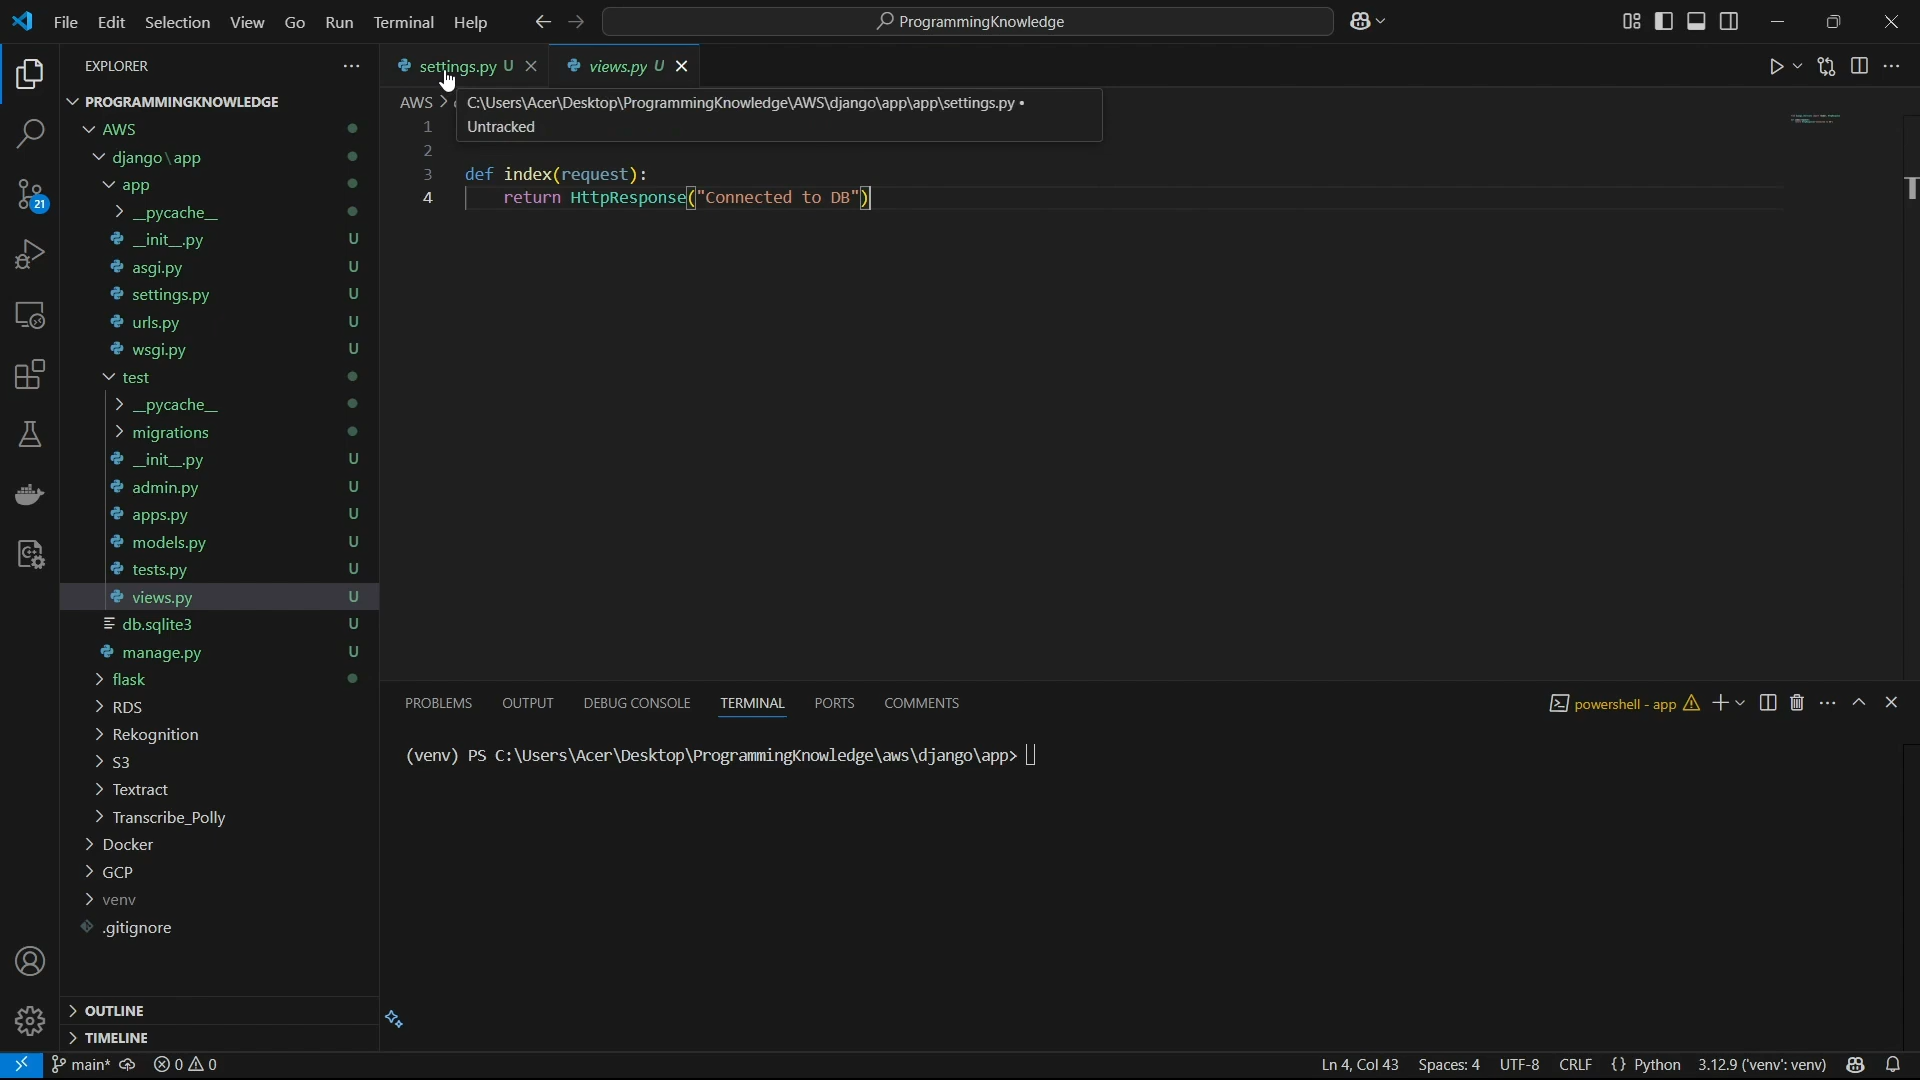 File Edit Selection View Go Run Terminal Help
ProgrammingKnowledge
EXPLORER
PROGRAMMINGKNOWLEDGE
AWS
django\app
app
__pycache__
__init__.py U
asgi.py U
settings.py U
urls.py U
wsgi.py U
test
__pycache__
migrations
__init__.py U
admin.py U
apps.py U
models.py U
tests.py U
views.py U
db.sqlite3 U
manage.py U
flask
RDS
Rekognition
S3
Textract
Transcribe_Polly
Docker
GCP
venv
.gitignore
OUTLINE
TIMELINE
21
settings.py U
views.py U
AWS >
C:\Users\Acer\Desktop\ProgrammingKnowledge\AWS\django\app\app\settings.py •
Untracked
1
2
3 def index(request):
4 return HttpResponse("Connected to DB")
PROBLEMS OUTPUT DEBUG CONSOLE TERMINAL PORTS COMMENTS
powershell - app
(venv) PS C:\Users\Acer\Desktop\ProgrammingKnowledge\aws\django\app>
main* 0 0
Ln 4, Col 43 Spaces: 4 UTF-8 CRLF {} Python 3.12.9 ('venv': venv)